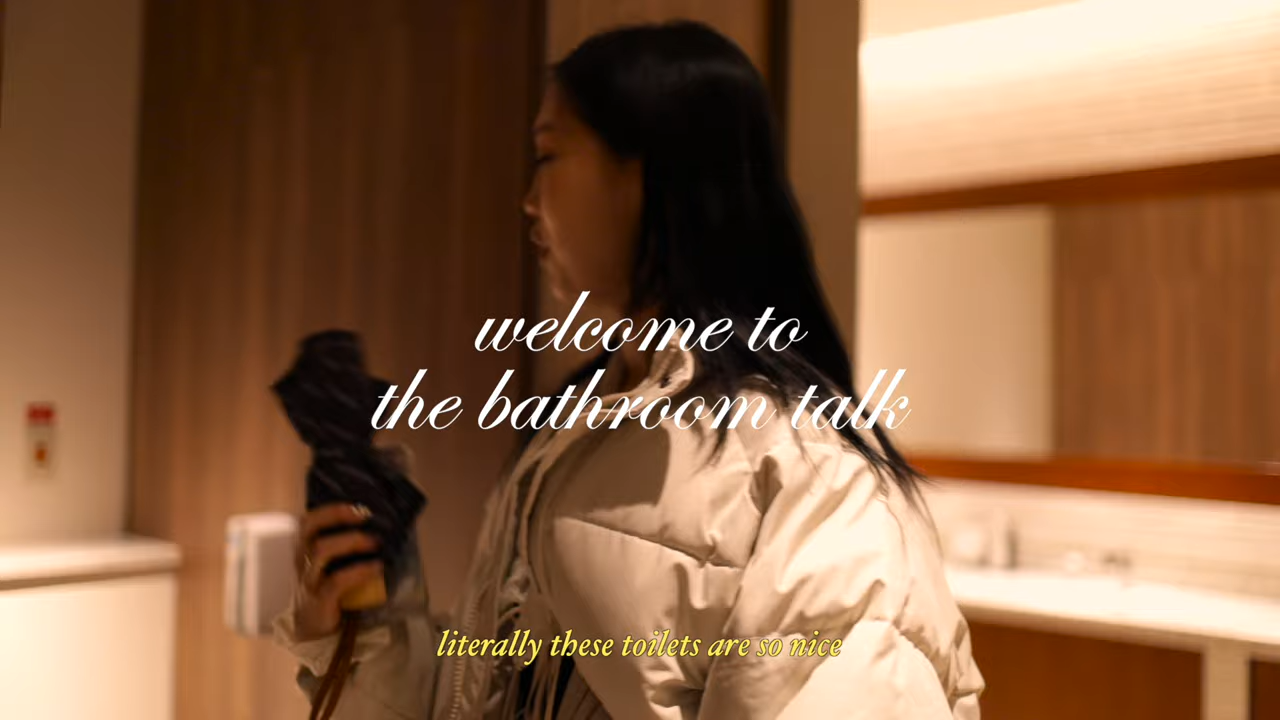 welcome to
the bathroom talk
literally these toilets are so nice